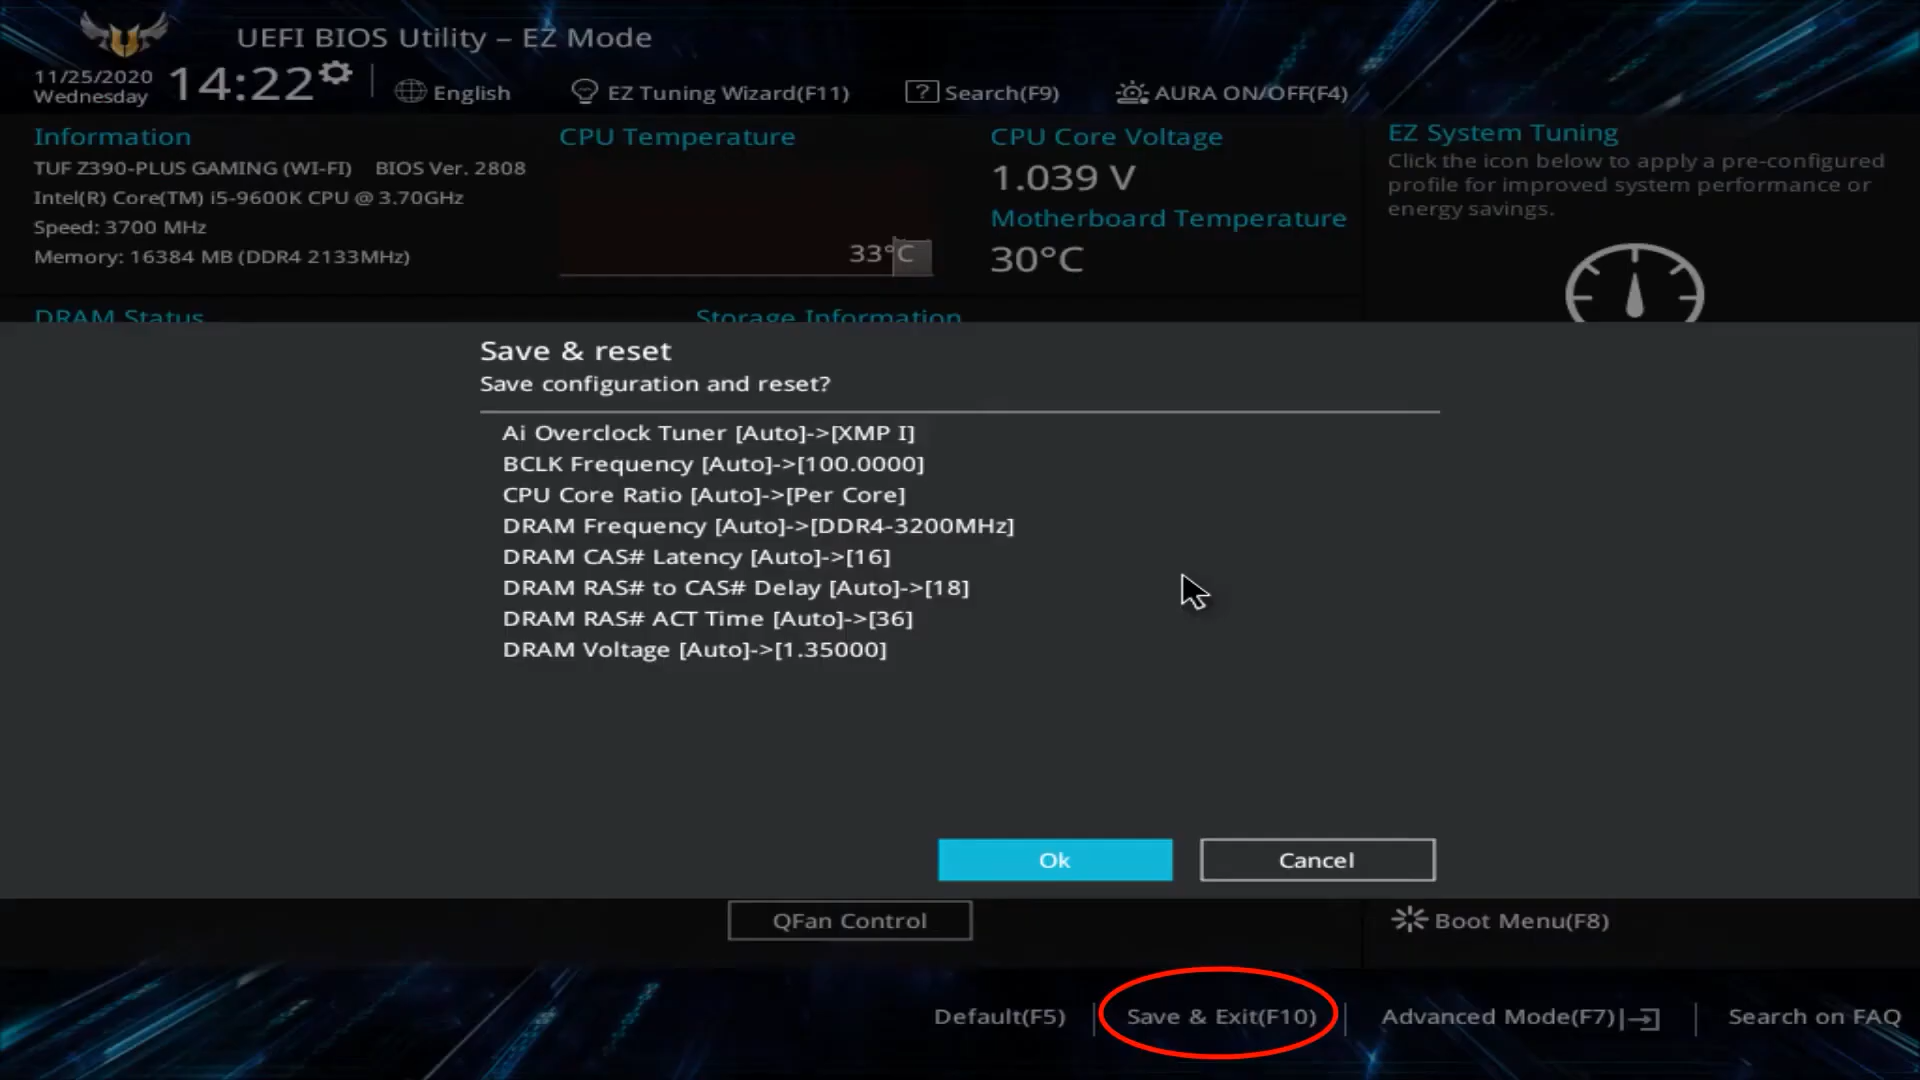 UEFI BIOS Utility – EZ Mode
11/25/2020
Wednesday
14:22
English
EZ Tuning Wizard(F11)
? Search(F9)
AURA ON/OFF(F4)
Information
TUF Z390-PLUS GAMING (WI-FI) BIOS Ver. 2808
Intel(R) Core(TM) i5-9600K CPU @ 3.70GHz
Speed: 3700 MHz
Memory: 16384 MB (DDR4 2133MHz)
CPU Temperature
33°C
CPU Core Voltage
1.039 V
Motherboard Temperature
30°C
EZ System Tuning
Click the icon below to apply a pre-configured
profile for improved system performance or
energy savings.
DRAM Status
Storage Information
Save & reset
Save configuration and reset?
Ai Overclock Tuner [Auto]->[XMP I]
BCLK Frequency [Auto]->[100.0000]
CPU Core Ratio [Auto]->[Per Core]
DRAM Frequency [Auto]->[DDR4-3200MHz]
DRAM CAS# Latency [Auto]->[16]
DRAM RAS# to CAS# Delay [Auto]->[18]
DRAM RAS# ACT Time [Auto]->[36]
DRAM Voltage [Auto]->[1.35000]
Ok
Cancel
QFan Control
Boot Menu(F8)
Default(F5)
Save & Exit(F10)
Advanced Mode(F7)
Search on FAQ